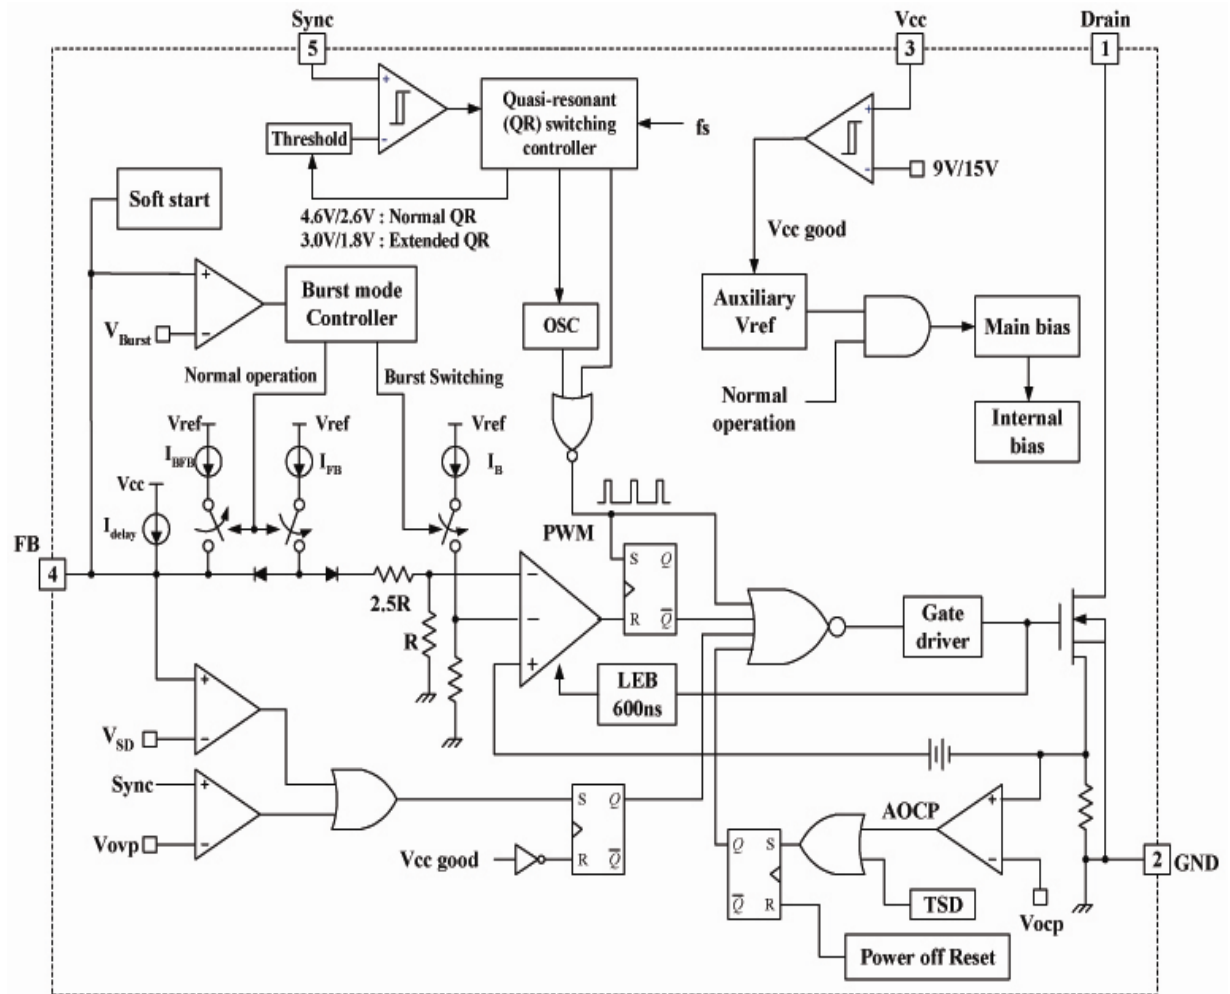 Sync
5
Vcc
3
Drain
1
+
-
Threshold
Quasi-resonant
(QR) switching
controller
fs
+
-
9V/15V
Soft start
4.6V/2.6V : Normal QR
3.0V/1.8V : Extended QR
Vcc good
+
−
VBurst
Burst mode
Controller
OSC
Auxiliary
Vref
Main bias
Normal operation
Burst Switching
Normal
operation
Internal
bias
Vref
Vref
Vref
IBFB
IFB
IB
Vcc
Idelay
FB
4
PWM
S
Q
R
Q
2.5R
R
−
−
+
Gate
driver
LEB
600ns
+
−
VSD
Sync
+
−
Vovp
S
Q
R
Q
Vcc good
AOCP
+
−
Q
S
Q
R
TSD
Vocp
2
GND
Power off Reset